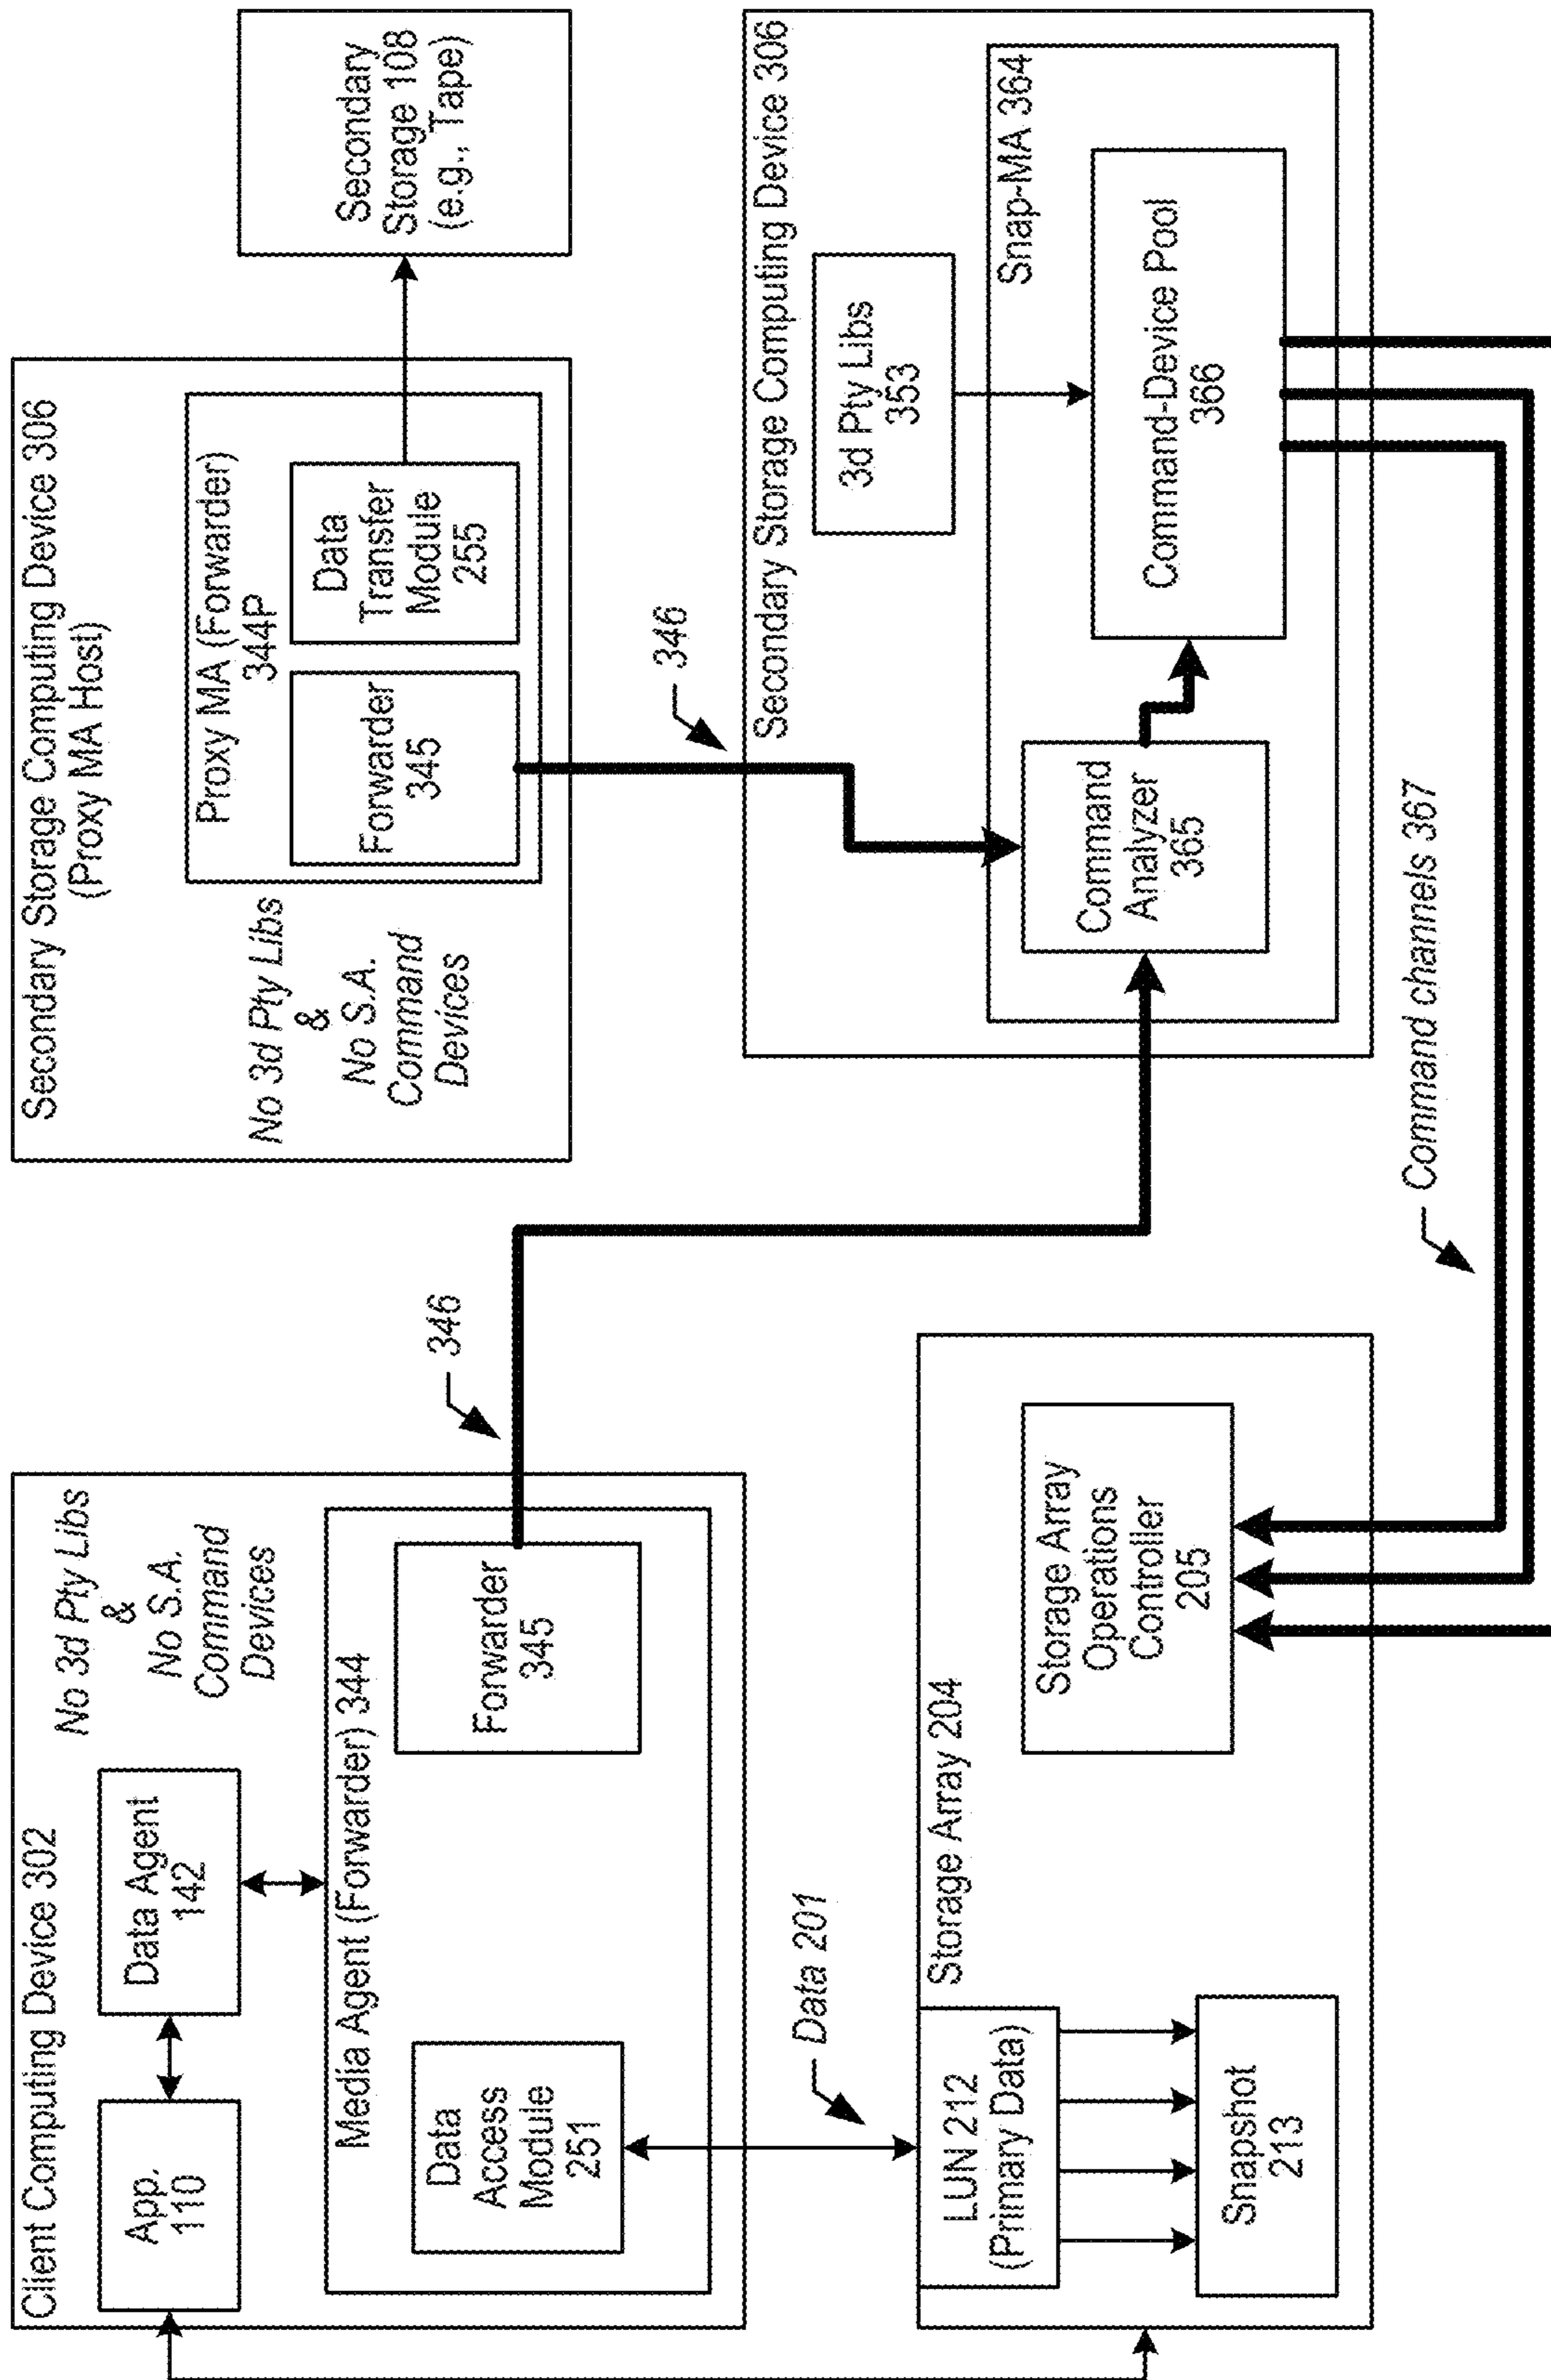 Client Computing Device 302
App.
110
Data Agent
142
No 3d Pty Libs
&
No S.A.
Command
Devices
Media Agent (Forwarder) 344
Data
Access
Module
251
Forwarder
345
346
Data 201
Storage Array 204
LUN 212
(Primary Data)
Snapshot
213
Storage Array
Operations
Controller
205
Secondary Storage Computing Device 306
(Proxy MA Host)
No 3d Pty Libs
&
No S.A.
Command
Devices
Proxy MA (Forwarder)
344P
Forwarder
345
Data
Transfer
Module
255
Secondary
Storage 108
(e.g., Tape)
346
Secondary Storage Computing Device 306
3d Pty Libs
353
Snap-MA 364
Command
Analyzer
365
Command-Device Pool
366
Command channels 367